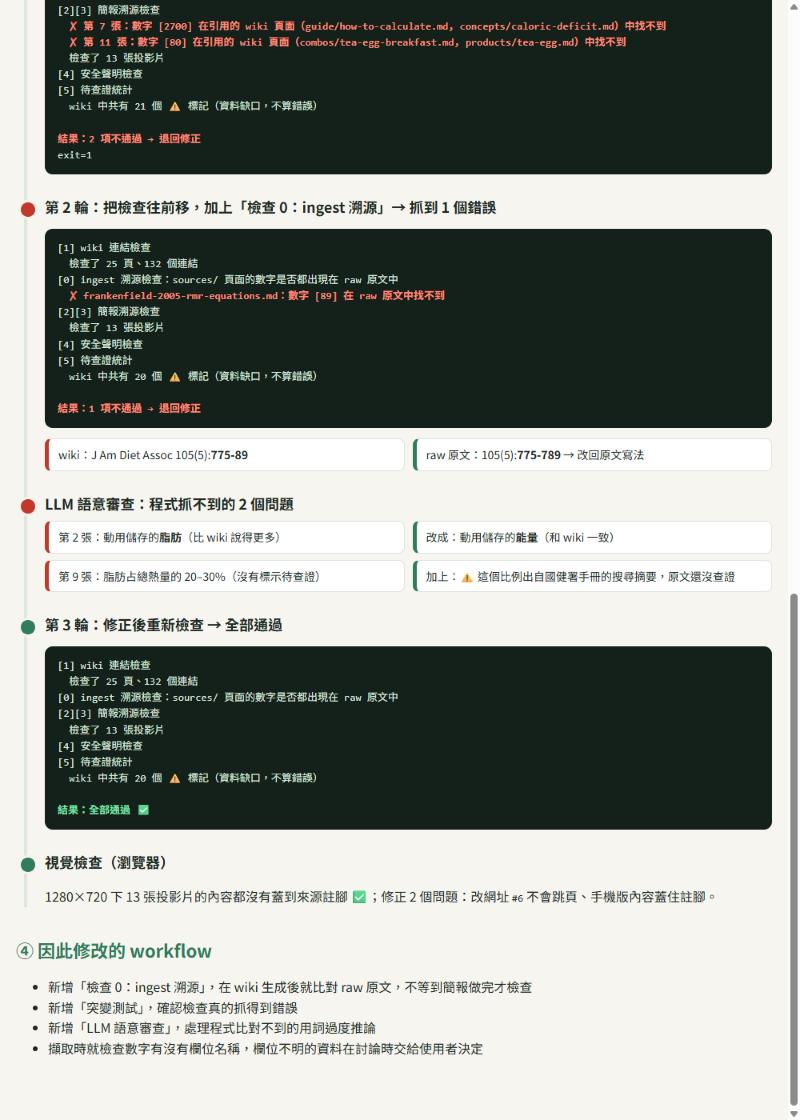 [2][3] 簡報溯源檢查
✗ 第 7 張：數字 [2700] 在引用的 wiki 頁面（guide/how-to-calculate.md, concepts/caloric-deficit.md）中找不到
✗ 第 11 張：數字 [80] 在引用的 wiki 頁面（combos/tea-egg-breakfast.md, products/tea-egg.md）中找不到
檢查了 13 張投影片
[4] 安全聲明檢查
[5] 待查證統計
wiki 中共有 21 個 ⚠️ 標記（資料缺口，不算錯誤）
結果：2 項不通過 → 退回修正
exit=1
第 2 輪：把檢查往前移，加上「檢查 0：ingest 溯源」→ 抓到 1 個錯誤
[1] wiki 連結檢查
檢查了 25 頁、132 個連結
[0] ingest 溯源檢查：sources/ 頁面的數字是否都出現在 raw 原文中
✗ frankenfield-2005-rmr-equations.md：數字 [89] 在 raw 原文中找不到
[2][3] 簡報溯源檢查
檢查了 13 張投影片
[4] 安全聲明檢查
[5] 待查證統計
wiki 中共有 20 個 ⚠️ 標記（資料缺口，不算錯誤）
結果：1 項不通過 → 退回修正
wiki：J Am Diet Assoc 105(5):775-89
raw 原文：105(5):775-789 → 改回原文寫法
LLM 語意審查：程式抓不到的 2 個問題
第 2 張：動用儲存的脂肪（比 wiki 說得更多）
改成：動用儲存的能量（和 wiki 一致）
第 9 張：脂肪占總熱量的 20–30%（沒有標示待查證）
加上：⚠️ 這個比例出自國健署手冊的搜尋摘要，原文還沒查證
第 3 輪：修正後重新檢查 → 全部通過
[1] wiki 連結檢查
檢查了 25 頁、132 個連結
[0] ingest 溯源檢查：sources/ 頁面的數字是否都出現在 raw 原文中
[2][3] 簡報溯源檢查
檢查了 13 張投影片
[4] 安全聲明檢查
[5] 待查證統計
wiki 中共有 20 個 ⚠️ 標記（資料缺口，不算錯誤）
結果：全部通過 ✅
視覺檢查（瀏覽器）
1280×720 下 13 張投影片的內容都沒有蓋到來源註腳 ✅；修正 2 個問題：改網址 #6 不會跳頁、手機版內容蓋住註腳。
④ 因此修改的 workflow
• 新增「檢查 0：ingest 溯源」，在 wiki 生成後就比對 raw 原文，不等到簡報做完才檢查
• 新增「突變測試」，確認檢查真的抓得到錯誤
• 新增「LLM 語意審查」，處理程式比對不到的用詞過度推論
• 擷取時就檢查數字有沒有欄位名稱，欄位不明的資料在討論時交給使用者決定